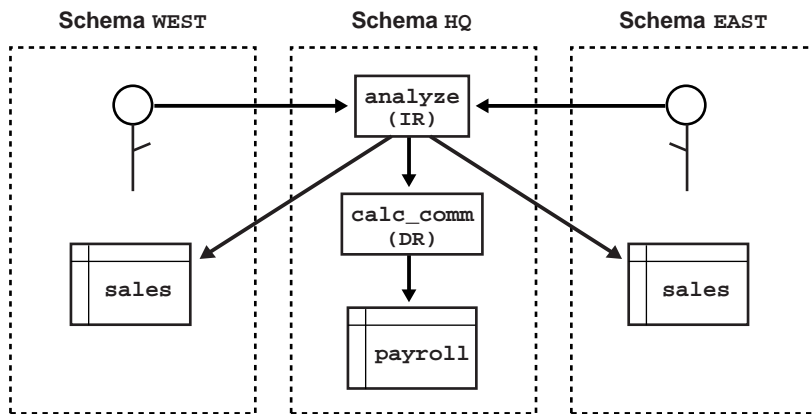 Schema WEST
Schema HQ
Schema EAST
analyze
(IR)
calc_comm
(DR)
sales
sales
payroll